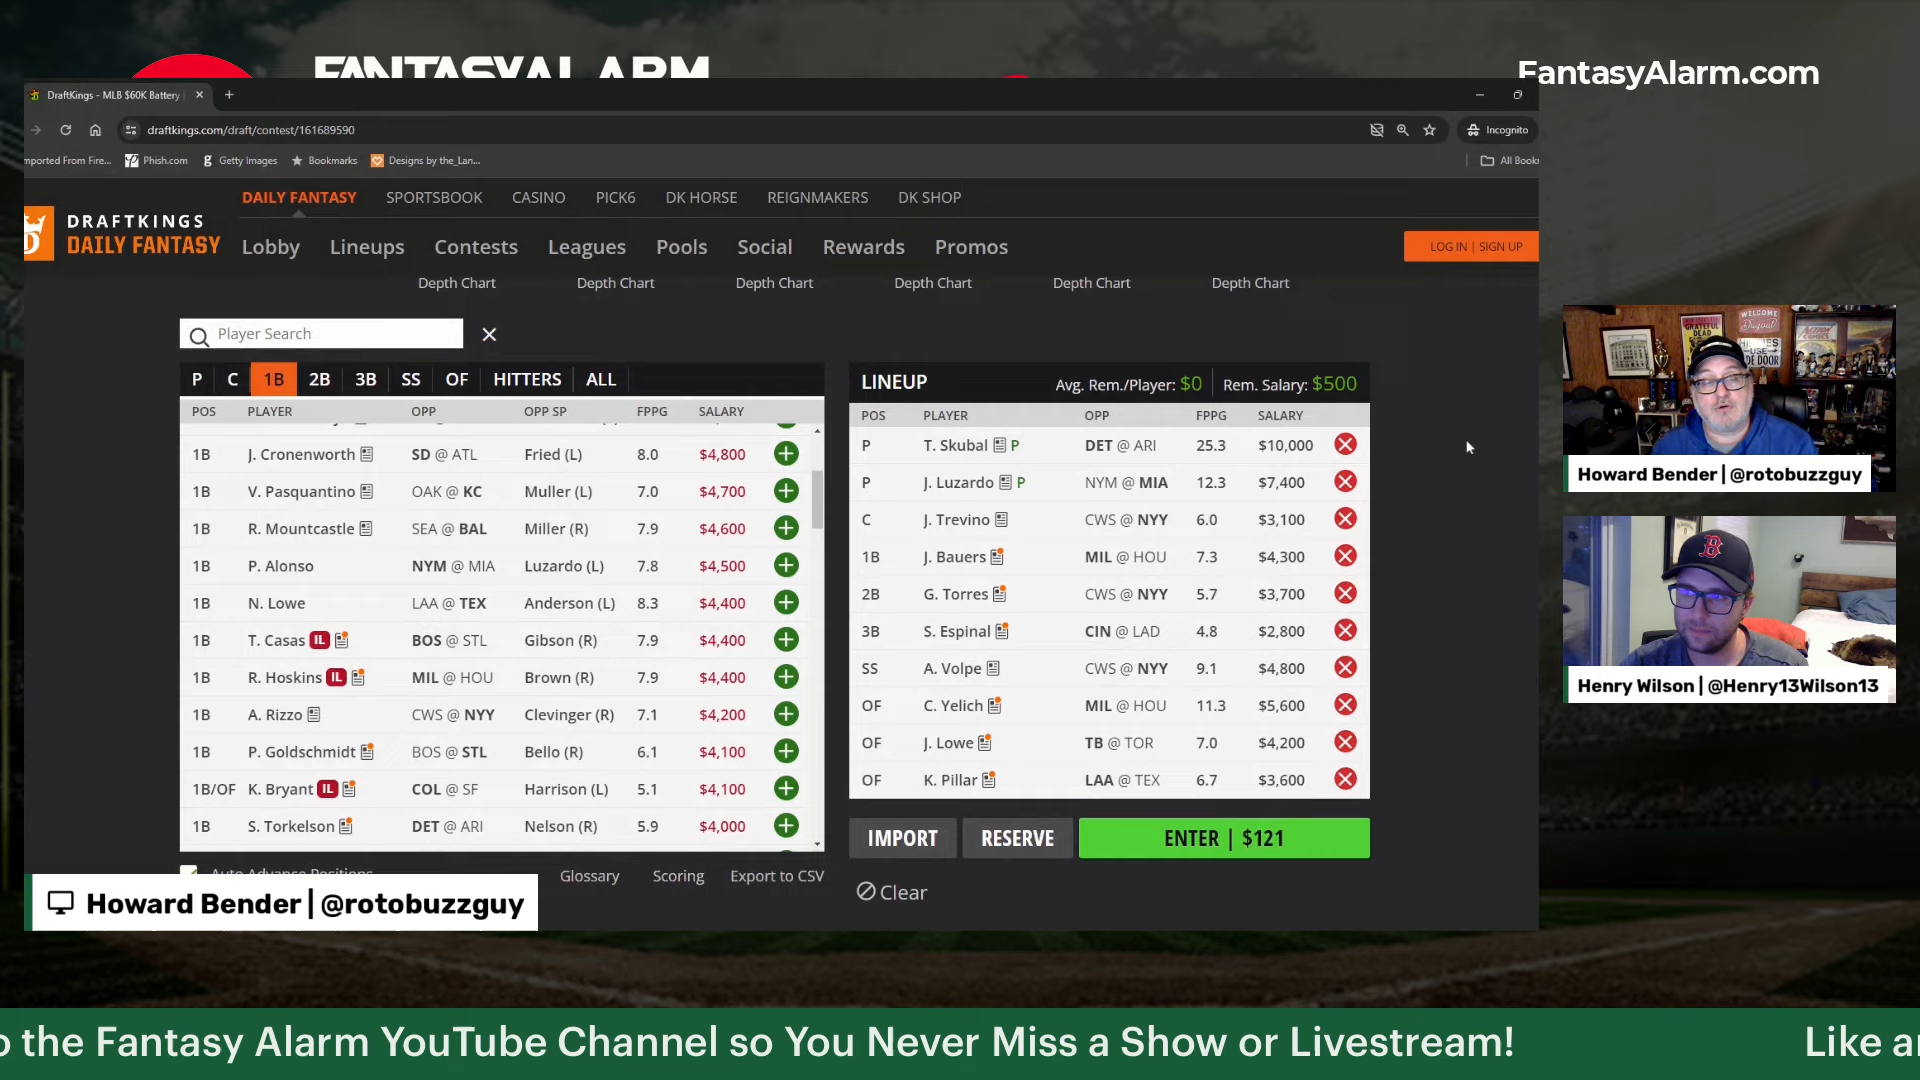 FANTASYALARM
FantasyAlarm.com
DraftKings - MLB $60K Battery
draftkings.com/draft/contest/161689590
Incognito
mported From Fire...
Phish.com
Getty Images
Bookmarks
Designs by the_Lan...
All Book
DAILY FANTASY SPORTSBOOK CASINO PICK6 DK HORSE REIGNMAKERS DK SHOP
DRAFTKINGS
DAILY FANTASY
Lobby Lineups Contests Leagues Pools Social Rewards Promos
LOG IN | SIGN UP
Depth Chart Depth Chart Depth Chart Depth Chart Depth Chart Depth Chart
Player Search
P C 1B 2B 3B SS OF HITTERS ALL
POS PLAYER OPP OPP SP FPPG SALARY
1B J. Cronenworth SD @ ATL Fried (L) 8.0 $4,800
1B V. Pasquantino OAK @ KC Muller (L) 7.0 $4,700
1B R. Mountcastle SEA @ BAL Miller (R) 7.9 $4,600
1B P. Alonso NYM @ MIA Luzardo (L) 7.8 $4,500
1B N. Lowe LAA @ TEX Anderson (L) 8.3 $4,400
1B T. Casas IL BOS @ STL Gibson (R) 7.9 $4,400
1B R. Hoskins IL MIL @ HOU Brown (R) 7.9 $4,400
1B A. Rizzo CWS @ NYY Clevinger (R) 7.1 $4,200
1B P. Goldschmidt BOS @ STL Bello (R) 6.1 $4,100
1B/OF K. Bryant IL COL @ SF Harrison (L) 5.1 $4,100
1B S. Torkelson DET @ ARI Nelson (R) 5.9 $4,000
Auto Advance Positions
Glossary Scoring Export to CSV
LINEUP Avg. Rem./Player: $0 Rem. Salary: $500
POS PLAYER OPP FPPG SALARY
P T. Skubal P DET @ ARI 25.3 $10,000
P J. Luzardo P NYM @ MIA 12.3 $7,400
C J. Trevino CWS @ NYY 6.0 $3,100
1B J. Bauers MIL @ HOU 7.3 $4,300
2B G. Torres CWS @ NYY 5.7 $3,700
3B S. Espinal CIN @ LAD 4.8 $2,800
SS A. Volpe CWS @ NYY 9.1 $4,800
OF C. Yelich MIL @ HOU 11.3 $5,600
OF J. Lowe TB @ TOR 7.0 $4,200
OF K. Pillar LAA @ TEX 6.7 $3,600
IMPORT RESERVE ENTER | $121
Clear
WELCOME
Dugout
GRATEFUL
DEAD
Howard Bender | @rotobuzzguy
B
Henry Wilson | @Henry13Wilson13
Howard Bender | @rotobuzzguy
o the Fantasy Alarm YouTube Channel so You Never Miss a Show or Livestream! Like a